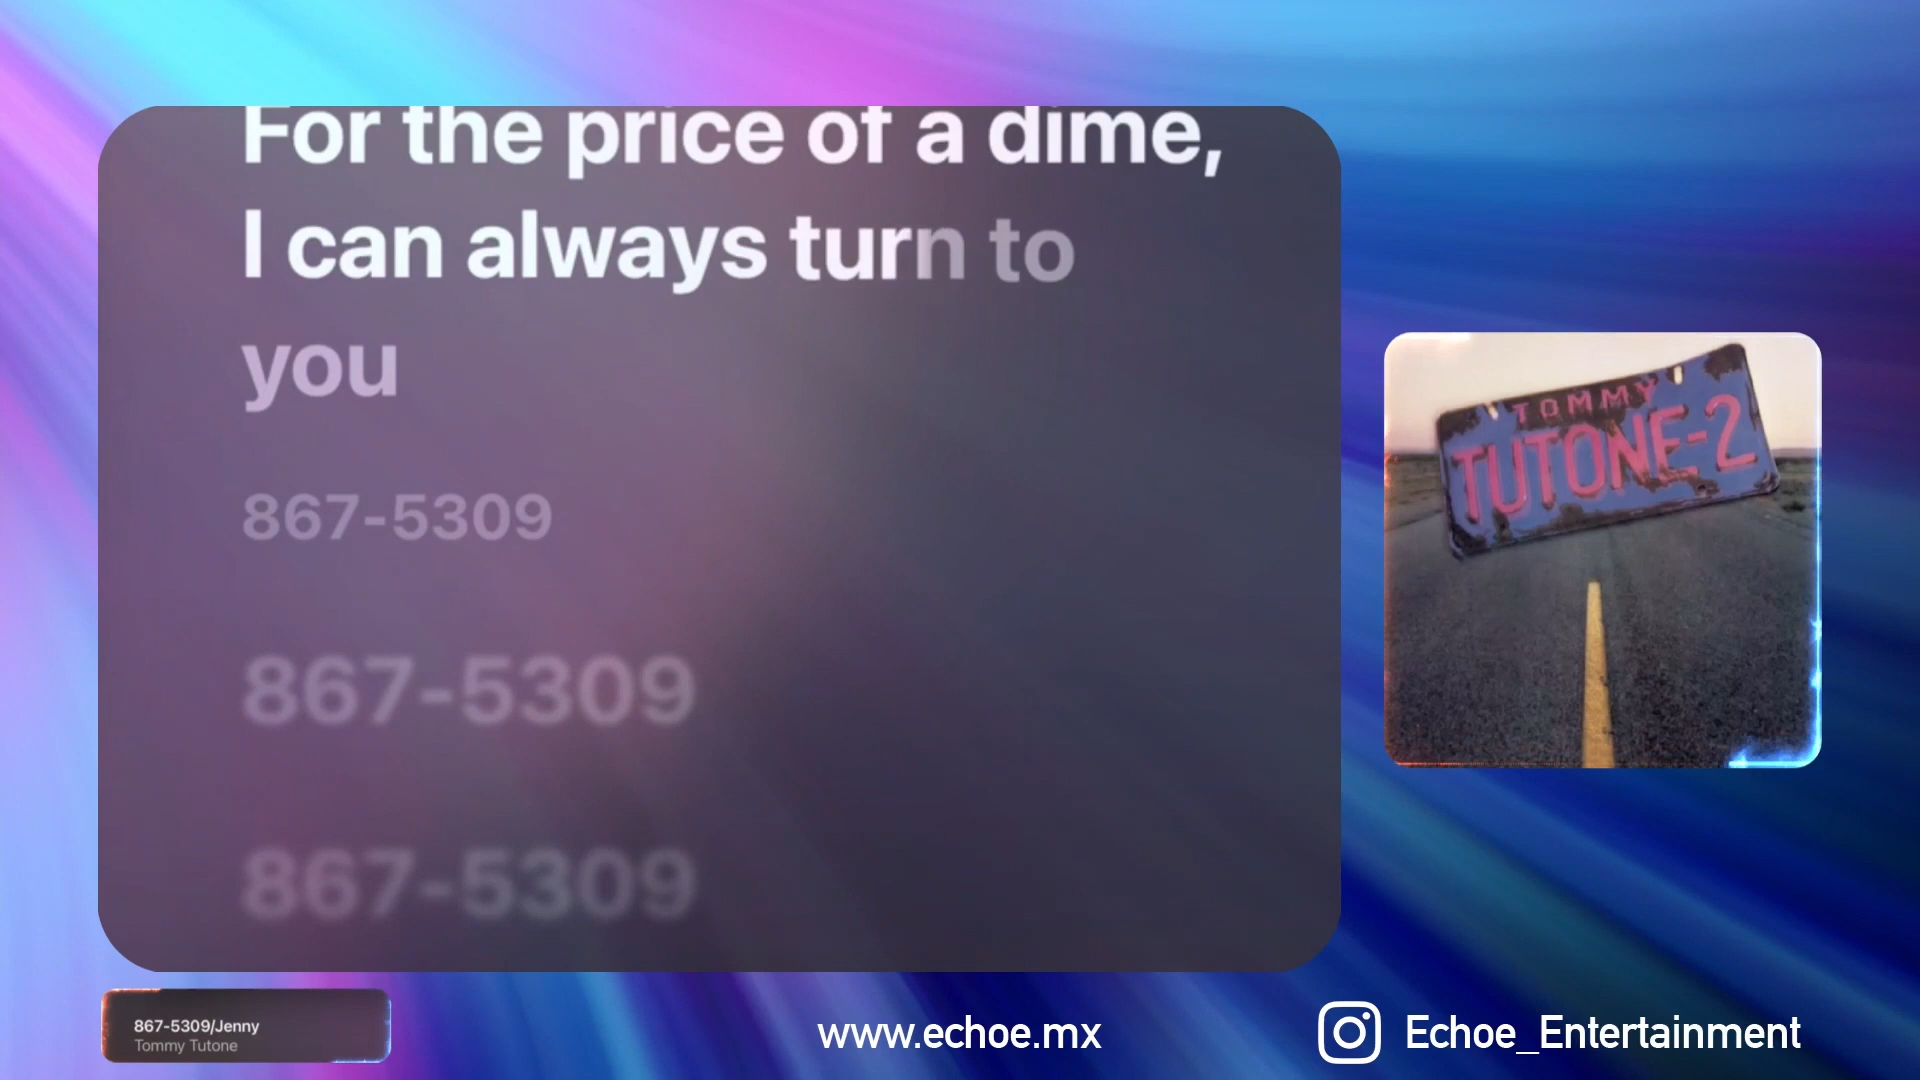 For the price of a dime,
I can always turn to
you
867-5309
867-5309
867-5309
TOMMY
TUTONE-2
867-5309/Jenny
Tommy Tutone
www.echoe.mx
Echoe_Entertainment